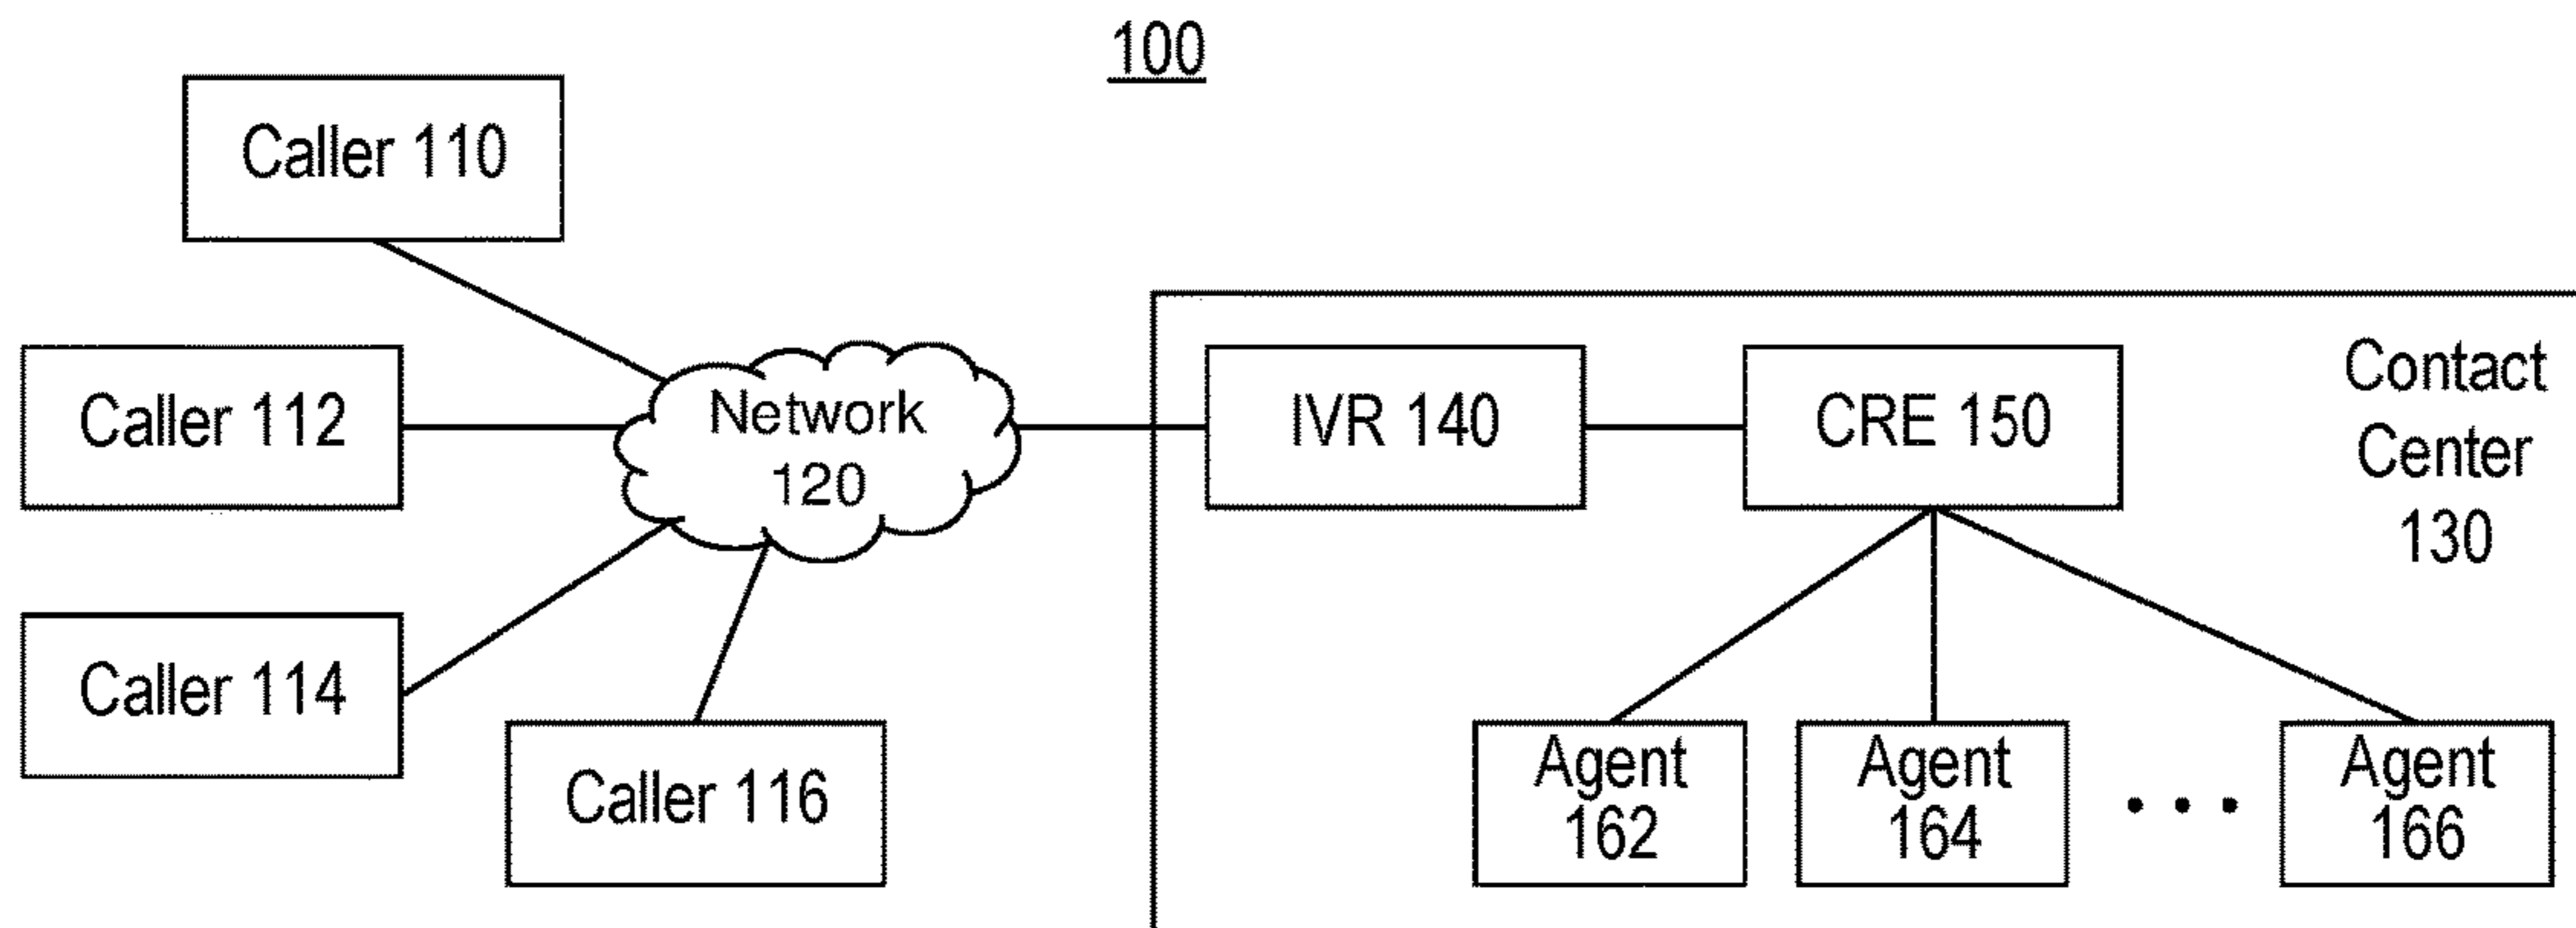 100
Caller 110
Caller 112
Network
120
IVR 140
CRE 150
Contact
Center
130
Caller 114
Caller 116
Agent
162
Agent
164
• • •
Agent
166